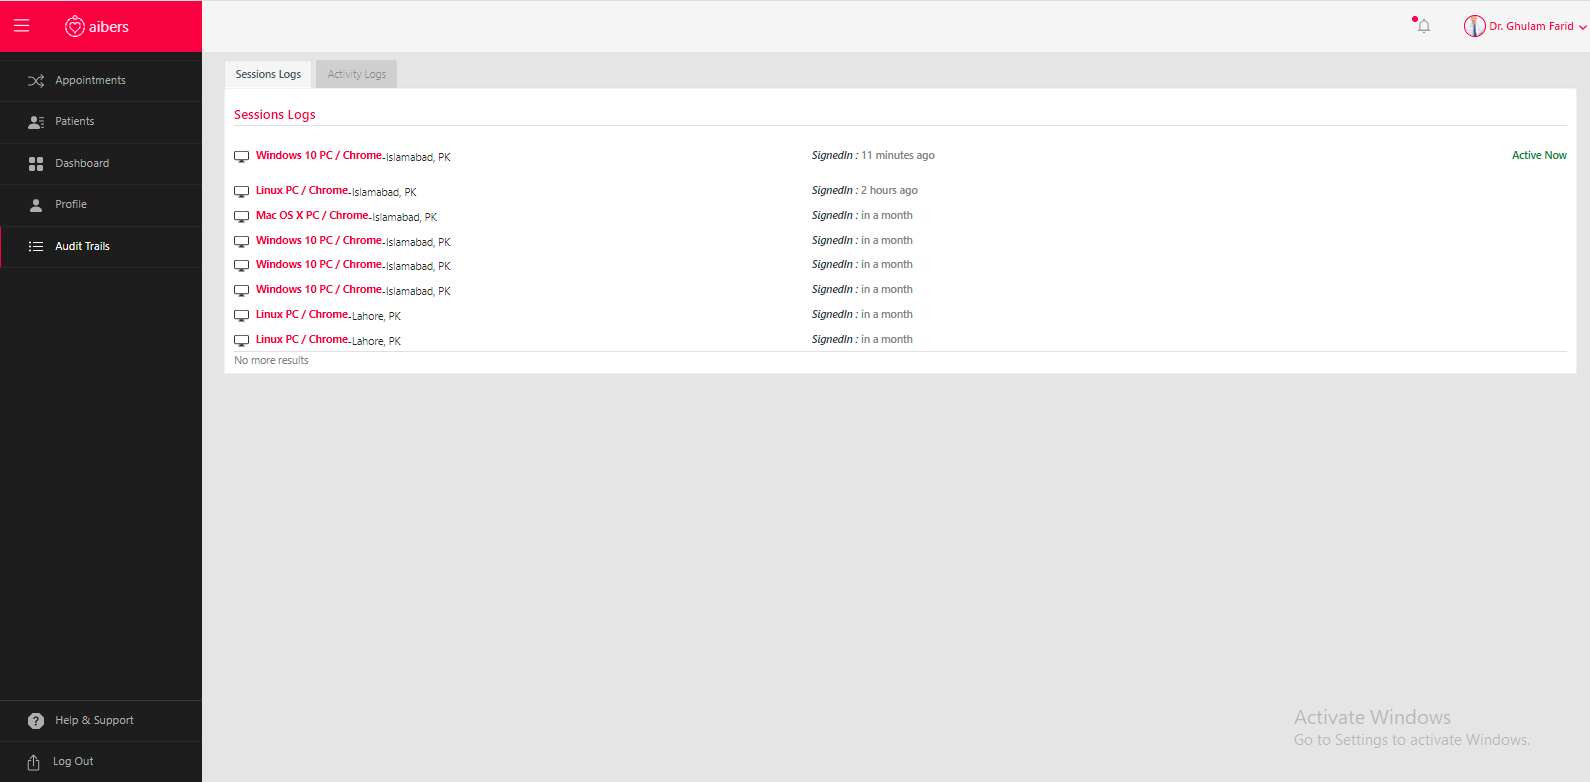 aibers
Dr. Ghulam Farid
Appointments
Patients
Dashboard
Profile
Audit Trails
Help & Support
Log Out
Sessions Logs
Activity Logs
Sessions Logs
Windows 10 PC / Chrome-Islamabad, PK SignedIn : 11 minutes ago Active Now
Linux PC / Chrome-Islamabad, PK SignedIn : 2 hours ago
Mac OS X PC / Chrome-Islamabad, PK SignedIn : in a month
Windows 10 PC / Chrome-Islamabad, PK SignedIn : in a month
Windows 10 PC / Chrome-Islamabad, PK SignedIn : in a month
Windows 10 PC / Chrome-Islamabad, PK SignedIn : in a month
Linux PC / Chrome-Lahore, PK SignedIn : in a month
Linux PC / Chrome-Lahore, PK SignedIn : in a month
No more results
Activate Windows
Go to Settings to activate Windows.